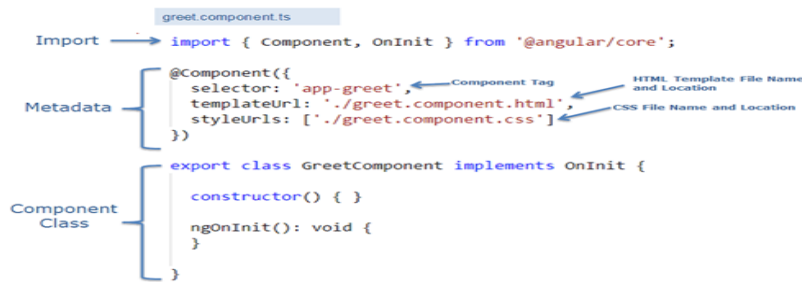 greet.component.ts
Import
import { Component, OnInit } from '@angular/core';
Metadata
@Component({
selector: 'app-greet',
Component Tag
templateUrl: './greet.component.html',
HTML Template File Name
and Location
styleUrls: ['./greet.component.css']
CSS File Name and Location
})
Component
Class
export class GreetComponent implements OnInit {
constructor() { }
ngOnInit(): void {
}
}